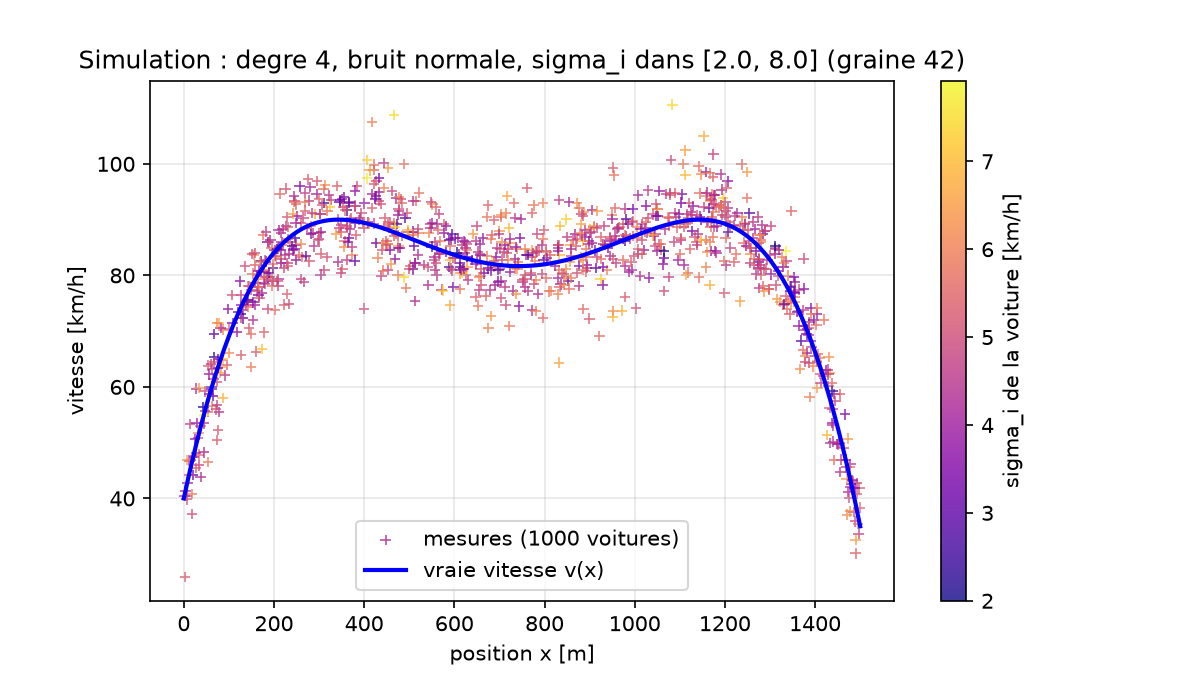 Simulation : degre 4, bruit normale, sigma_i dans [2.0, 8.0] (graine 42)
100
80
60
40
vitesse [km/h]
mesures (1000 voitures)
vraie vitesse v(x)
0 200 400 600 800 1000 1200 1400
position x [m]
7
6
5
4
3
2
sigma_i de la voiture [km/h]